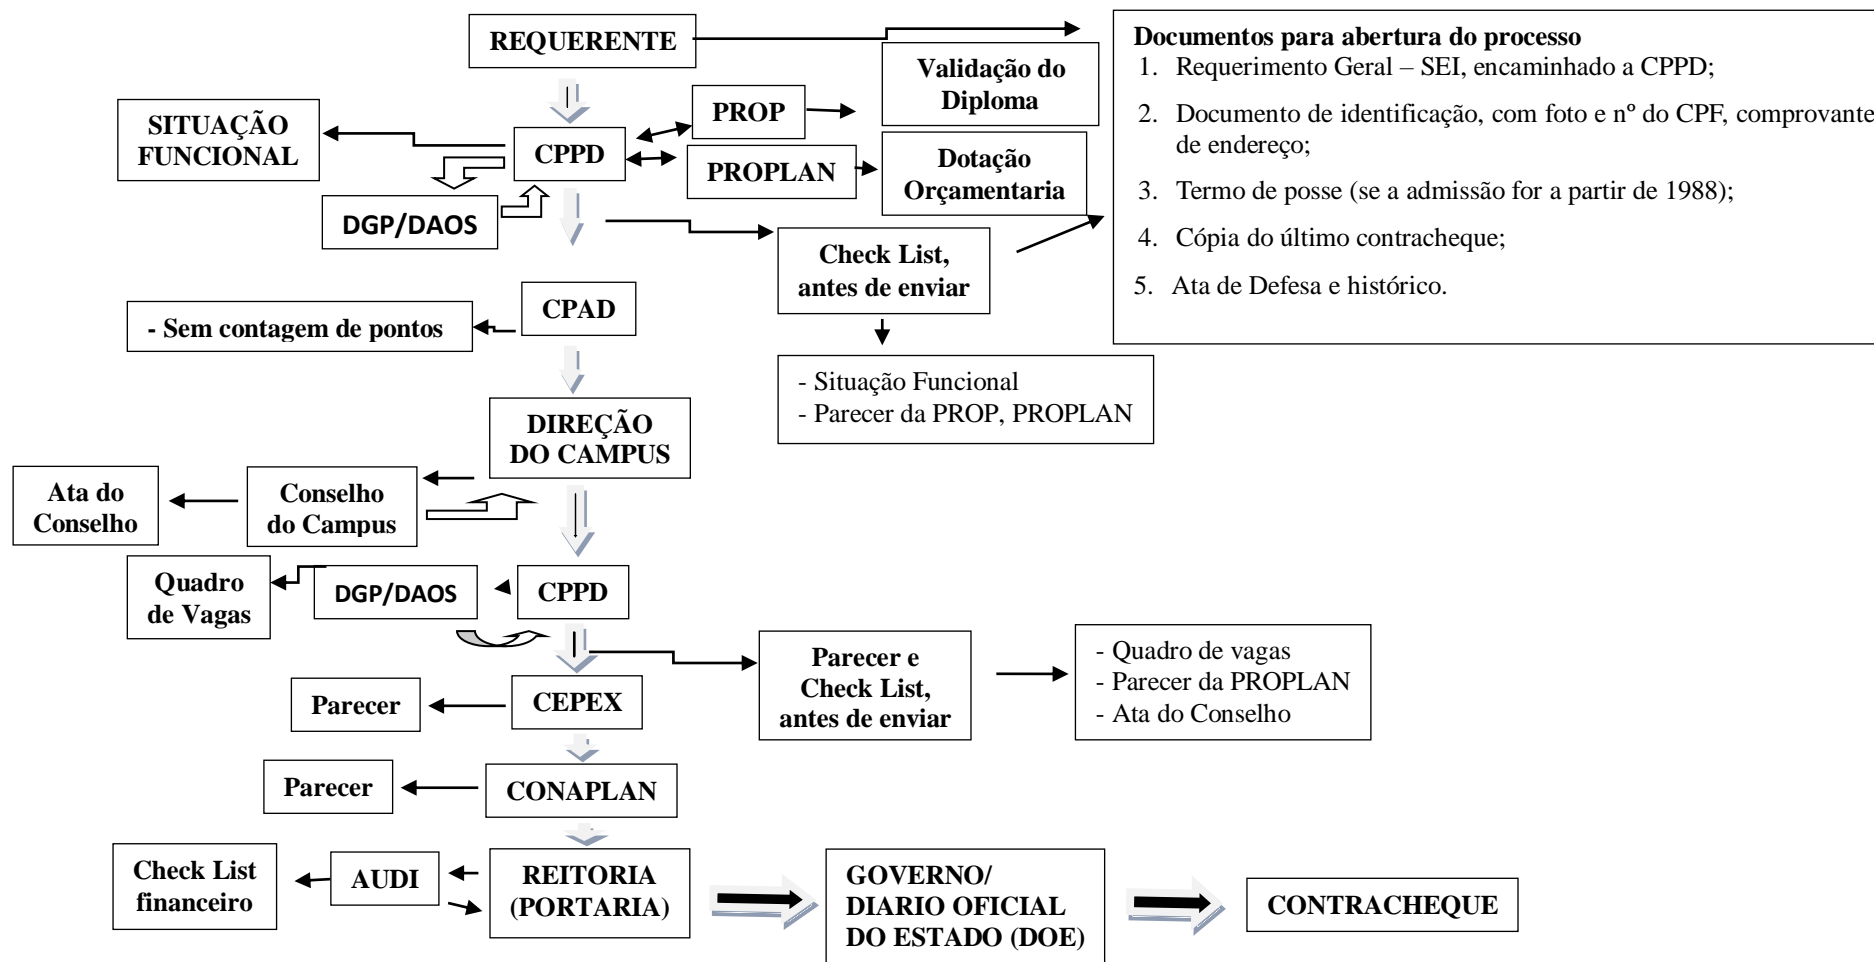 REQUERENTE
Documentos para abertura do processo
1. Requerimento Geral – SEI, encaminhado a CPPD;
2. Documento de identificação, com foto e nº do CPF, comprovante
de endereço;
3. Termo de posse (se a admissão for a partir de 1988);
4. Cópia do último contracheque;
5. Ata de Defesa e histórico.
Validação do
Diploma
PROP
SITUAÇÃO
FUNCIONAL
CPPD
PROPLAN
Dotação
Orçamentaria
DGP/DAOS
Check List,
antes de enviar
CPAD
- Sem contagem de pontos
- Situação Funcional
- Parecer da PROP, PROPLAN
DIREÇÃO
DO CAMPUS
Ata do
Conselho
Conselho
do Campus
Quadro
de Vagas
DGP/DAOS
CPPD
Parecer e
Check List,
antes de enviar
- Quadro de vagas
- Parecer da PROPLAN
- Ata do Conselho
Parecer
CEPEX
Parecer
CONAPLAN
Check List
financeiro
AUDI
REITORIA
(PORTARIA)
GOVERNO/
DIARIO OFICIAL
DO ESTADO (DOE)
CONTRACHEQUE